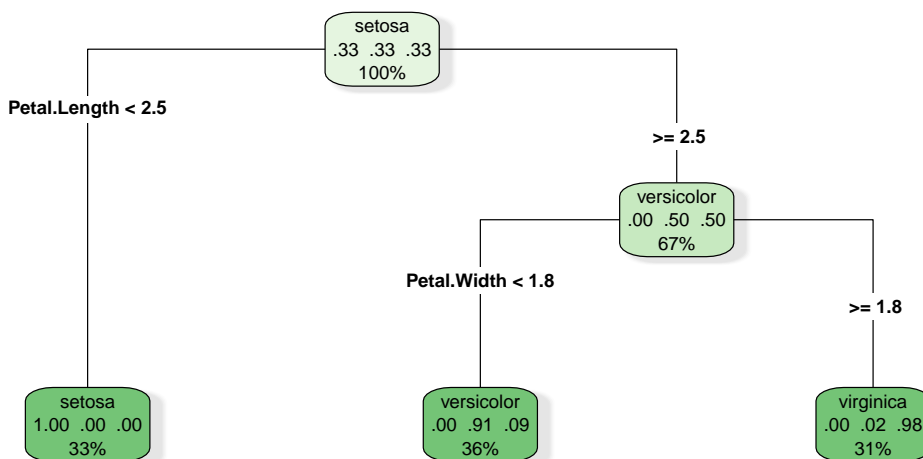 setosa
.33 .33 .33
100%
Petal.Length < 2.5
>= 2.5
versicolor
.00 .50 .50
67%
Petal.Width < 1.8
>= 1.8
setosa
1.00 .00 .00
33%
versicolor
.00 .91 .09
36%
virginica
.00 .02 .98
31%